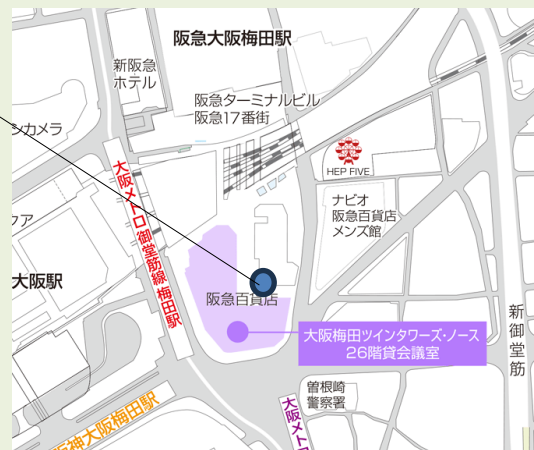 阪急大阪梅田駅
新阪急
ホテル
阪急ターミナルビル
阪急17番街
カメラ
HEP FIVE
大阪メトロ 御堂筋線 梅田駅
ナビオ
阪急百貨店
メンズ館
大阪駅
阪急百貨店
大阪梅田ツインタワーズ・ノース
26階貸会議室
新御堂筋
曽根崎
警察署
阪神大阪梅田駅
大阪メト